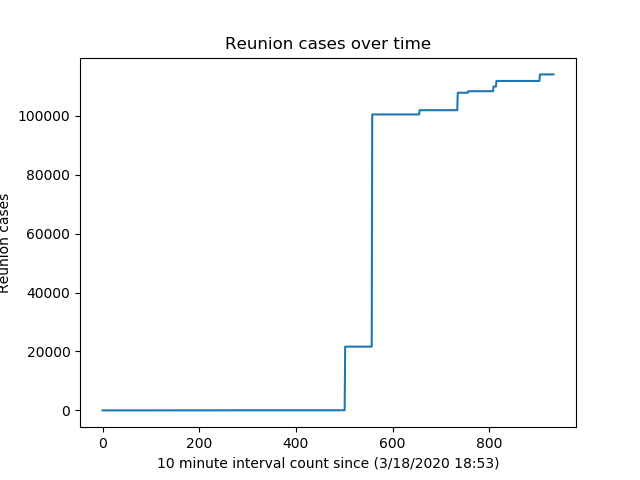 Reunion cases over time
Reunion cases
100000
80000
60000
40000
20000
0
0 200 400 600 800
10 minute interval count since (3/18/2020 18:53)